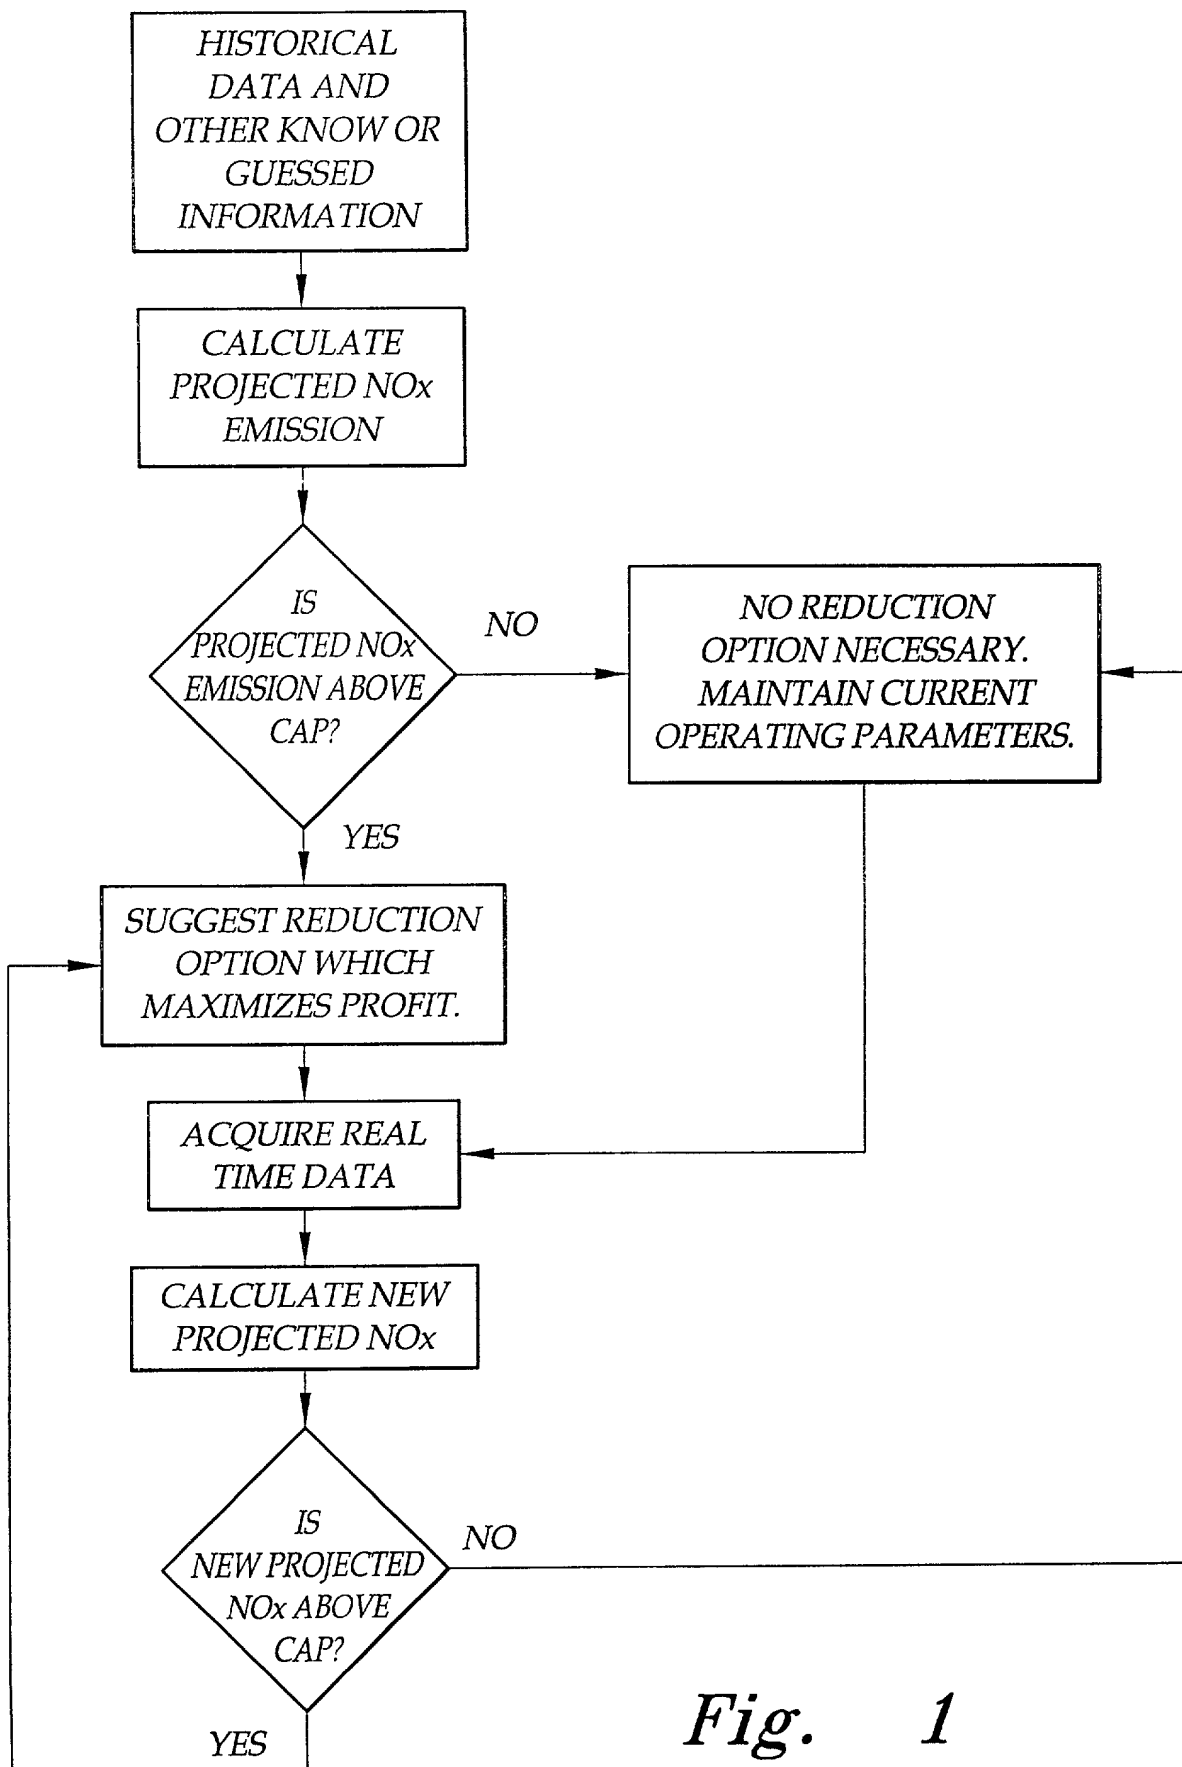 HISTORICAL
DATA AND
OTHER KNOW OR
GUESSED
INFORMATION
CALCULATE
PROJECTED NOx
EMISSION
IS
PROJECTED NOx
EMISSION ABOVE
CAP?
NO
YES
NO REDUCTION
OPTION NECESSARY.
MAINTAIN CURRENT
OPERATING PARAMETERS.
SUGGEST REDUCTION
OPTION WHICH
MAXIMIZES PROFIT.
ACQUIRE REAL
TIME DATA
CALCULATE NEW
PROJECTED NOx
IS
NEW PROJECTED
NOx ABOVE
CAP?
NO
YES
Fig. 1